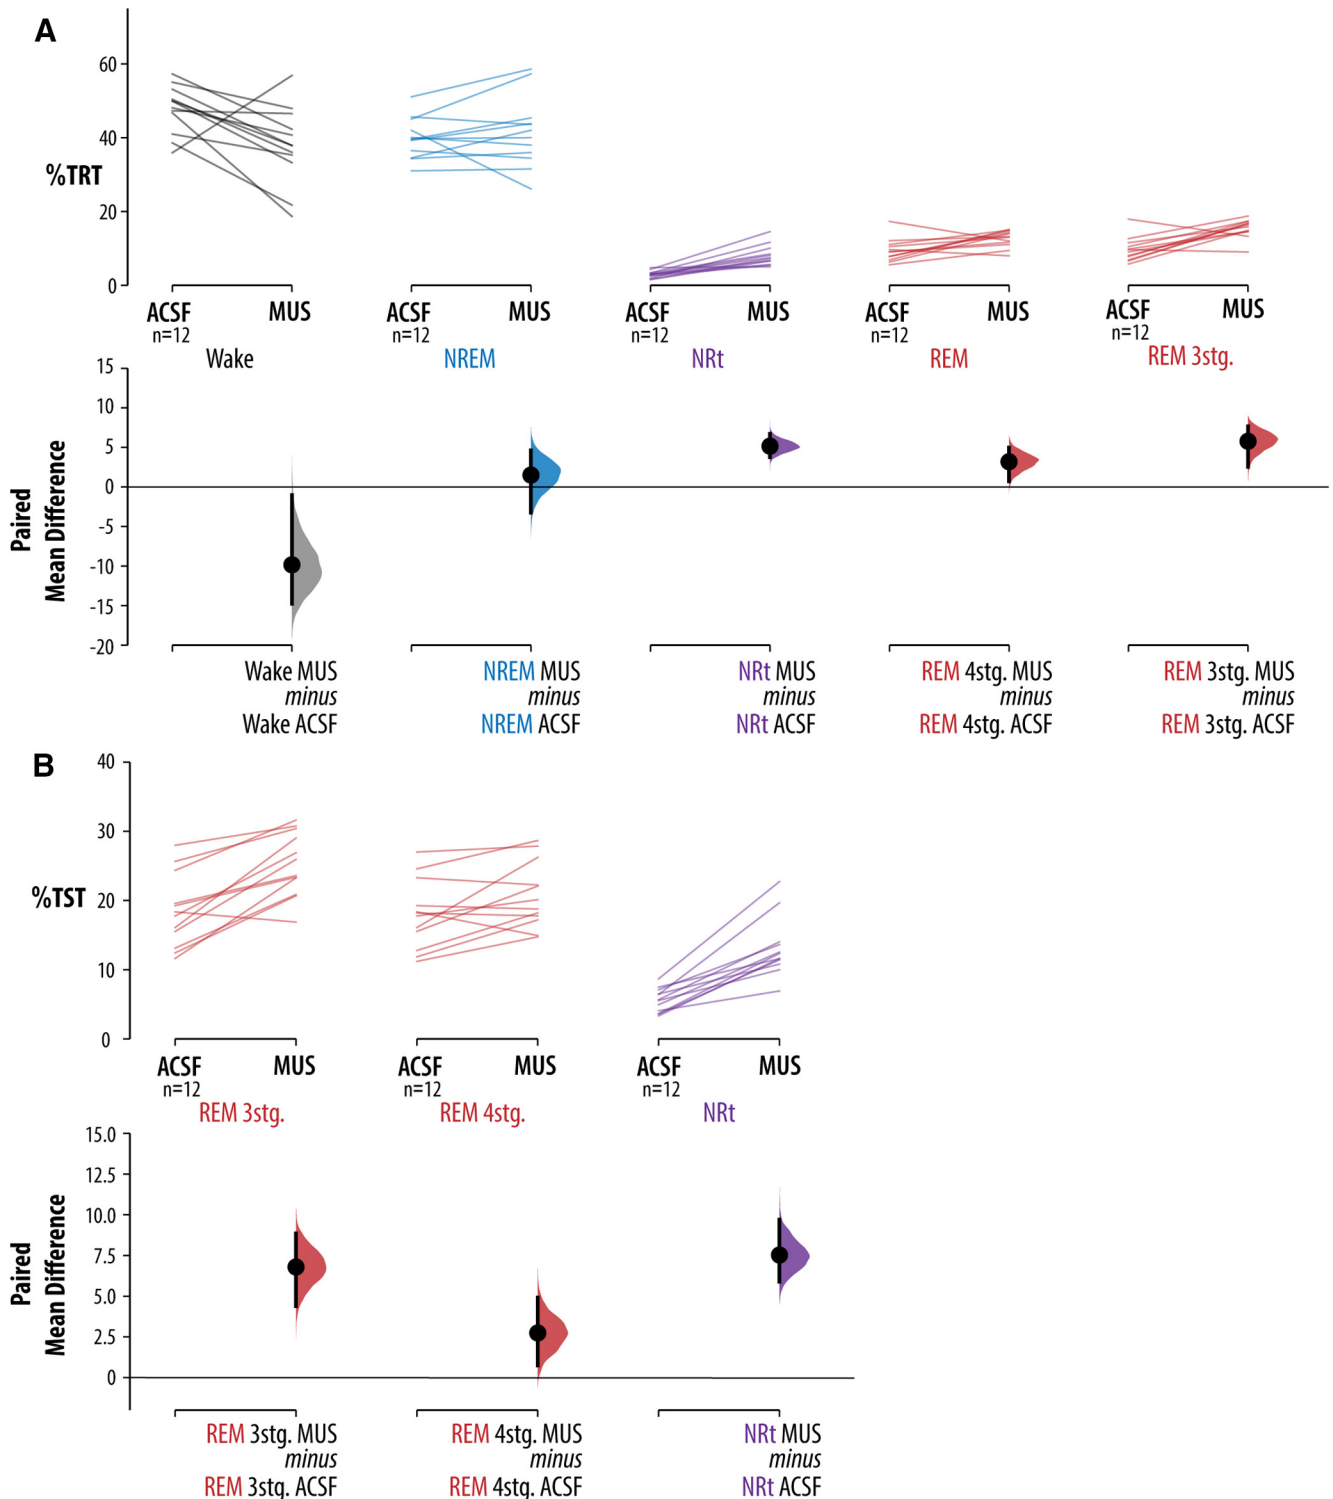 A
60
40
%TRT
20
0
ACSF MUS ACSF MUS ACSF MUS ACSF MUS ACSF MUS
n=12 n=12 n=12 n=12 n=12
Wake NREM NRt REM REM 3stg.
15
10
5
0
-5
-10
-15
-20
Paired
Mean Difference
Wake MUS NREM MUS NRt MUS REM 4stg. MUS REM 3stg. MUS
minus minus minus minus minus
Wake ACSF NREM ACSF NRt ACSF REM 4stg. ACSF REM 3stg. ACSF
B
40
30
%TST
20
10
0
ACSF MUS ACSF MUS ACSF MUS
n=12 n=12 n=12
REM 3stg. REM 4stg. NRt
15.0
12.5
10.0
7.5
5.0
2.5
0
Paired
Mean Difference
REM 3stg. MUS REM 4stg. MUS NRt MUS
minus minus minus
REM 3stg. ACSF REM 4stg. ACSF NRt ACSF